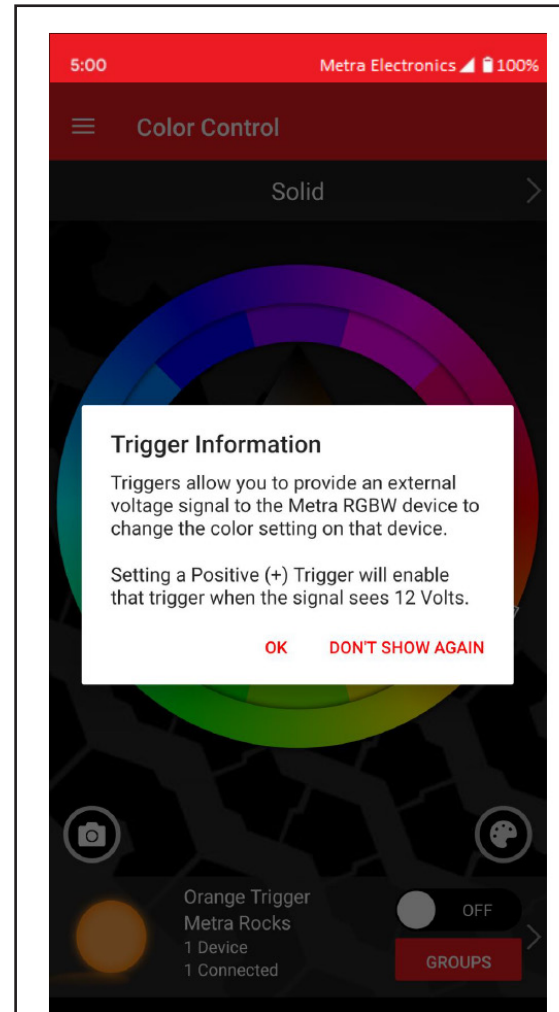 5:00 Metra Electronics 100%
Color Control
Solid
Trigger Information
Triggers allow you to provide an external
voltage signal to the Metra RGBW device to
change the color setting on that device.
Setting a Positive (+) Trigger will enable
that trigger when the signal sees 12 Volts.
OK DON'T SHOW AGAIN
Orange Trigger
Metra Rocks
1 Device
1 Connected
OFF
GROUPS